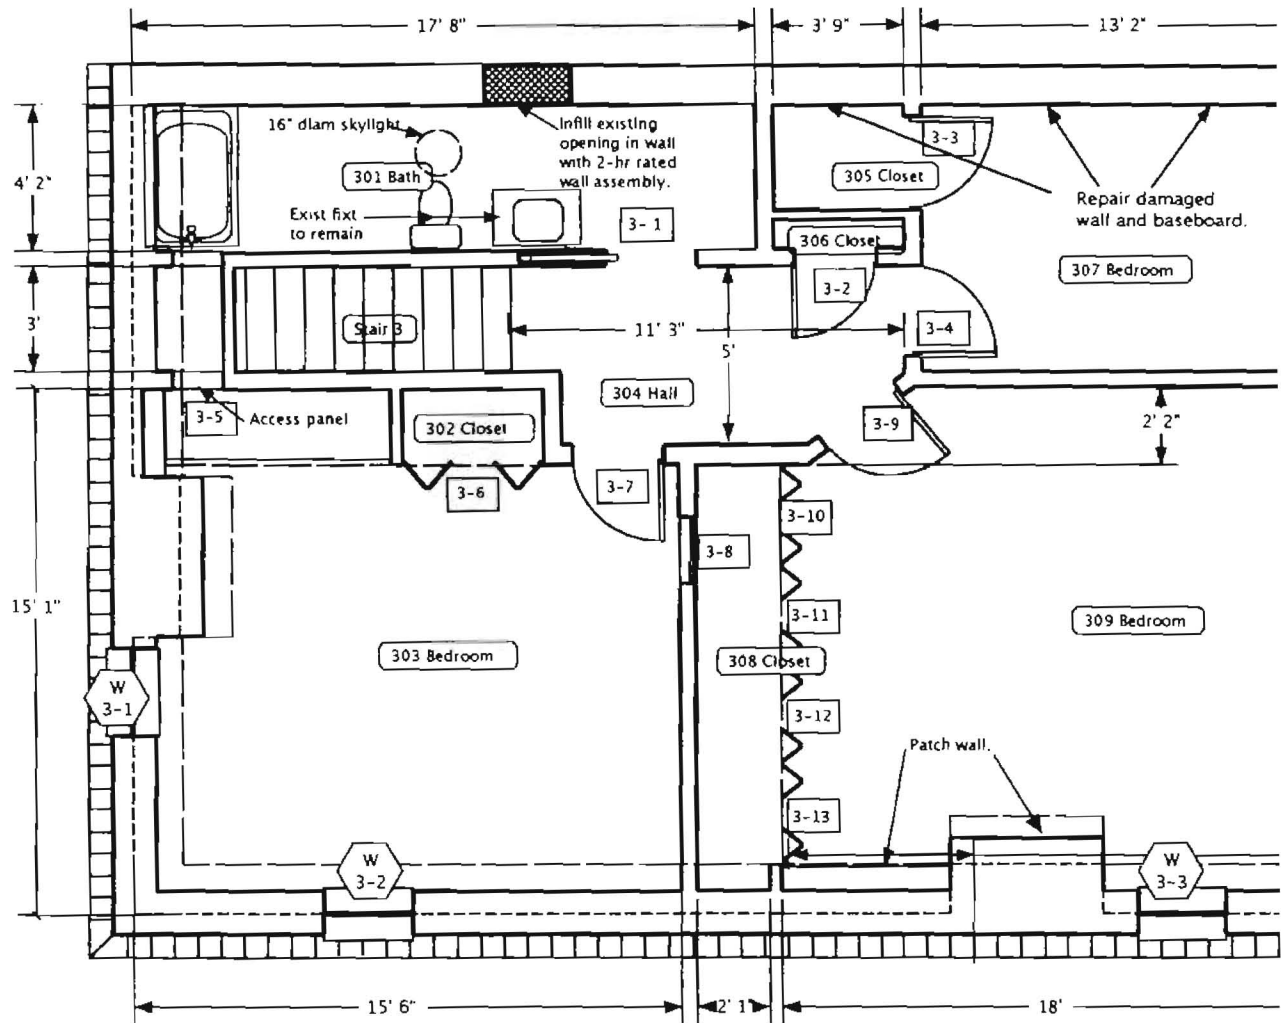 17' 8"
3' 9"
13' 2"
16" diam skylight
Infill existing
opening in wall
with 2-hr rated
wall assembly.
3-3
4' 2"
301 Bath
305 Closet
Repair damaged
wall and baseboard.
Exist fixt
to remain
3-1
306 Closet
307 Bedroom
3-2
3'
Stair 3
11' 3"
3-4
5'
304 Hall
3-5
Access panel
302 Closet
3-9
2' 2"
3-6
3-7
3-10
3-8
15' 1"
3-11
309 Bedroom
303 Bedroom
308 Closet
W
3-1
3-12
Patch wall.
3-13
W
3-2
W
3-3
15' 6"
2' 1"
18'